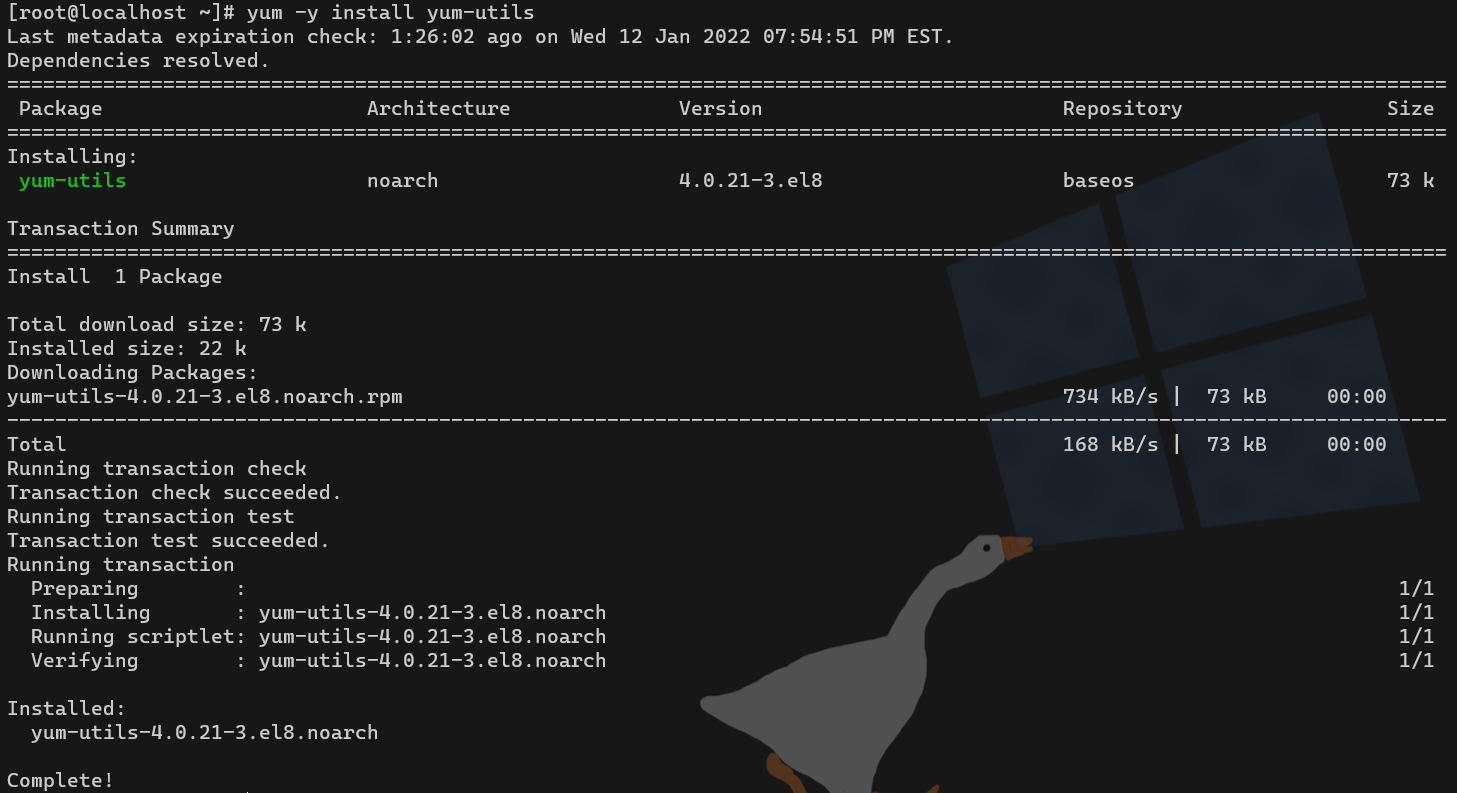 [root@localhost ~]# yum -y install yum-utils
Last metadata expiration check: 1:26:02 ago on Wed 12 Jan 2022 07:54:51 PM EST.
Dependencies resolved.
========================================================================================================================
 Package                      Architecture              Version                         Repository                 Size
========================================================================================================================
Installing:
 yum-utils                    noarch                    4.0.21-3.el8                    baseos                     73 k

Transaction Summary
========================================================================================================================
Install  1 Package

Total download size: 73 k
Installed size: 22 k
Downloading Packages:
yum-utils-4.0.21-3.el8.noarch.rpm                                                       734 kB/s |  73 kB     00:00
------------------------------------------------------------------------------------------------------------------------
Total                                                                                   168 kB/s |  73 kB     00:00
Running transaction check
Transaction check succeeded.
Running transaction test
Transaction test succeeded.
Running transaction
  Preparing        :                                                                                                1/1
  Installing       : yum-utils-4.0.21-3.el8.noarch                                                                  1/1
  Running scriptlet: yum-utils-4.0.21-3.el8.noarch                                                                  1/1
  Verifying        : yum-utils-4.0.21-3.el8.noarch                                                                  1/1

Installed:
  yum-utils-4.0.21-3.el8.noarch

Complete!